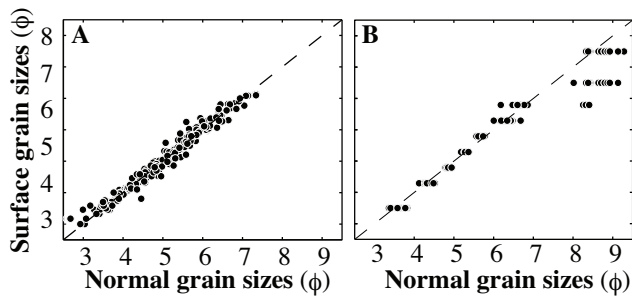 Surface grain sizes (ϕ)
8
7
6
5
4
3
A
3 4 5 6 7 8 9
Normal grain sizes (ϕ)
B
3 4 5 6 7 8 9
Normal grain sizes (ϕ)